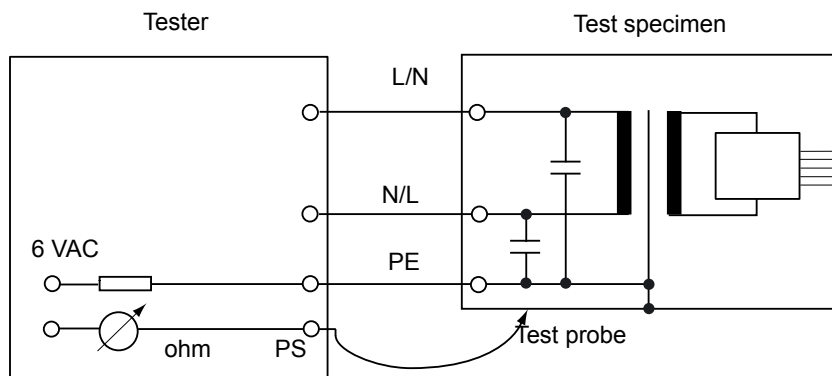 Tester
Test specimen
L/N
N/L
6 VAC
PE
ohm
PS
Test probe